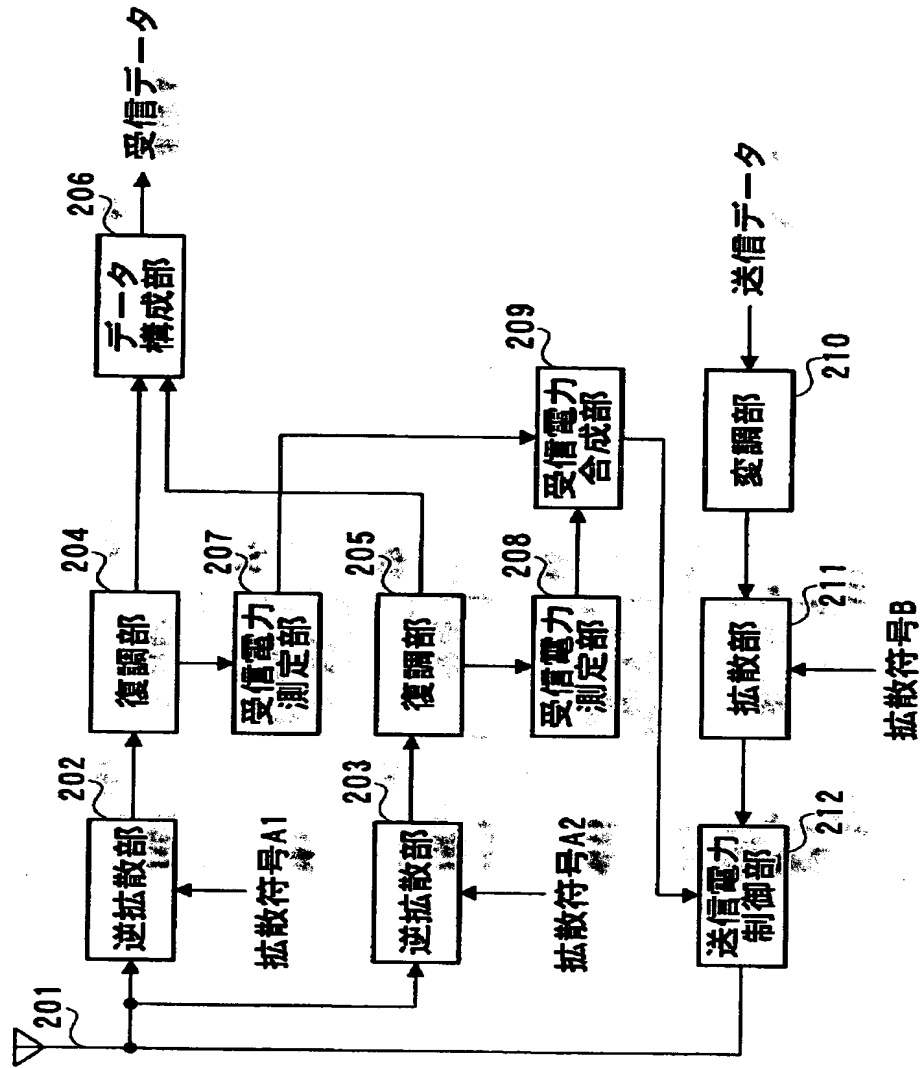 201
202
逆拡散部
拡散符号A1
204
復調部
207
受信電力
測定部
206
データ
構成部
受信データ
203
逆拡散部
拡散符号A2
205
復調部
208
受信電力
測定部
209
受信電力
合成部
送信電力
制御部
212
拡散部
211
拡散符号B
変調部
210
送信データ